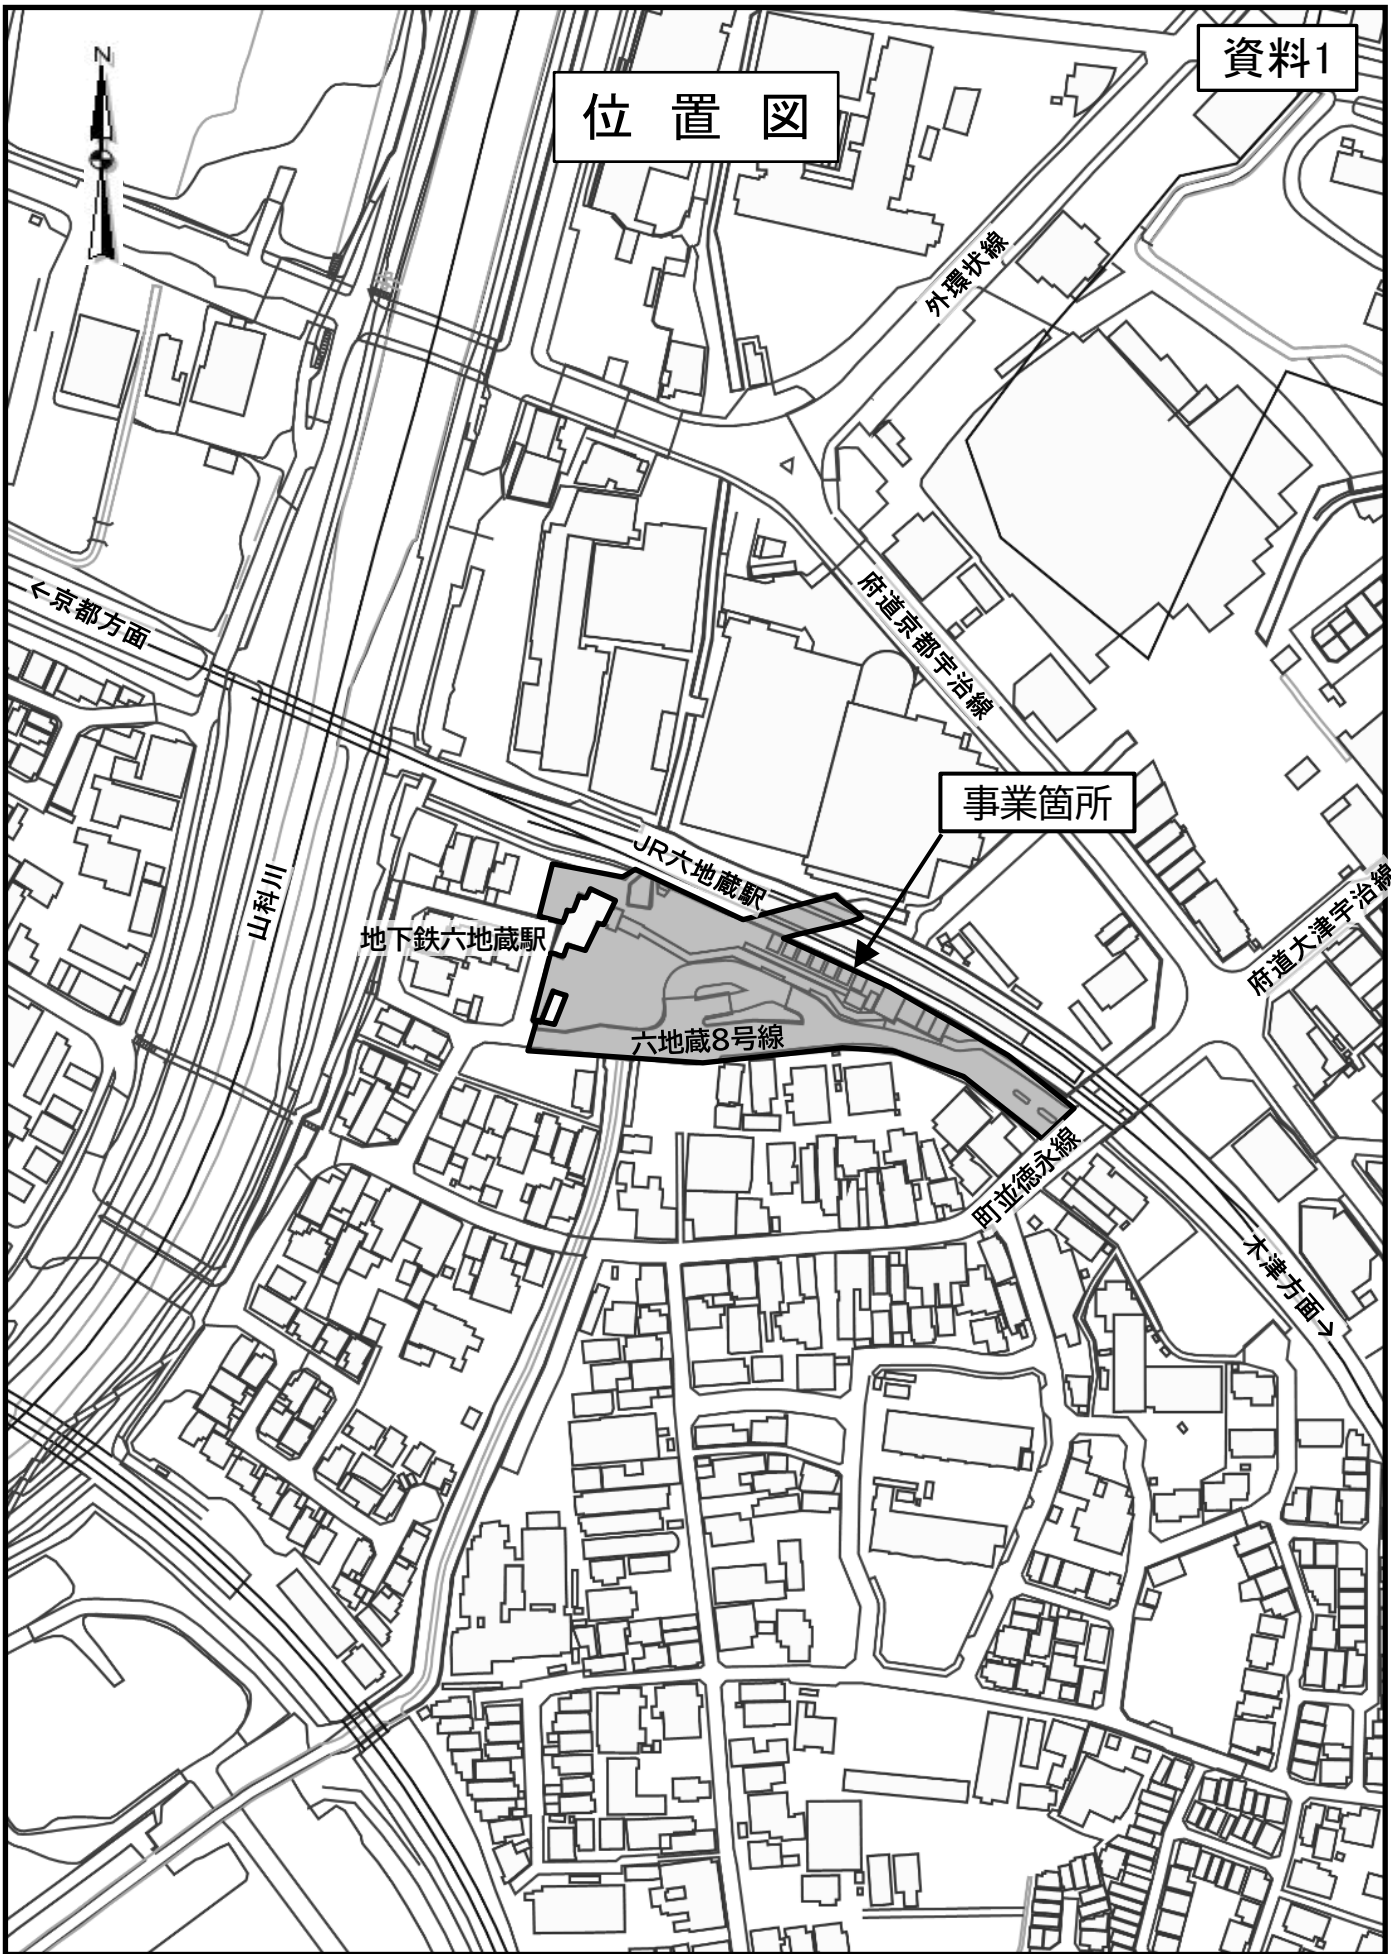 資料1
N
位 置 図
外環状線
←京都方面
府道京都宇治線
事業箇所
JR六地蔵駅
山科川
地下鉄六地蔵駅
府道大津宇治線
六地蔵8号線
町並徳永線
木津方面→